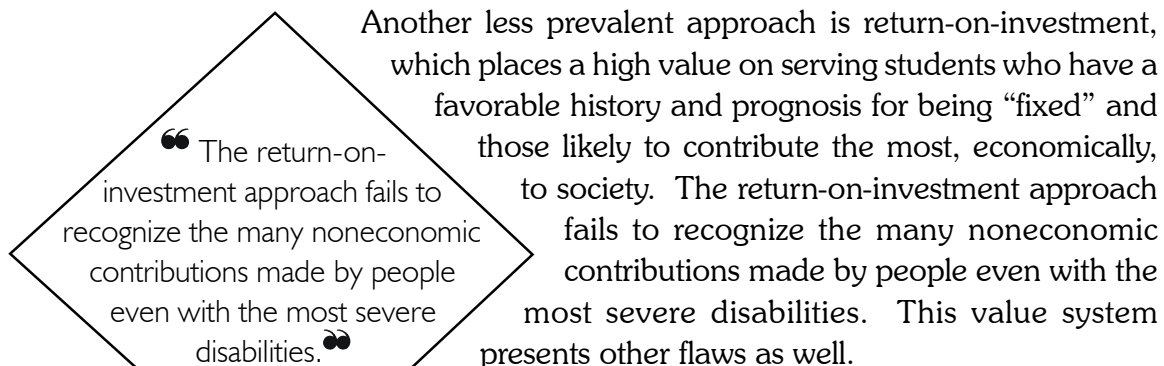 Another less prevalent approach is return-on-investment,
which places a high value on serving students who have a
favorable history and prognosis for being “fixed” and
those likely to contribute the most, economically,
to society.  The return-on-investment approach
fails to recognize the many noneconomic
contributions made by people even with the
most severe disabilities.  This value system
presents other flaws as well.
❝ The return-on-
investment approach fails to
recognize the many noneconomic
contributions made by people
even with the most severe
disabilities.❞